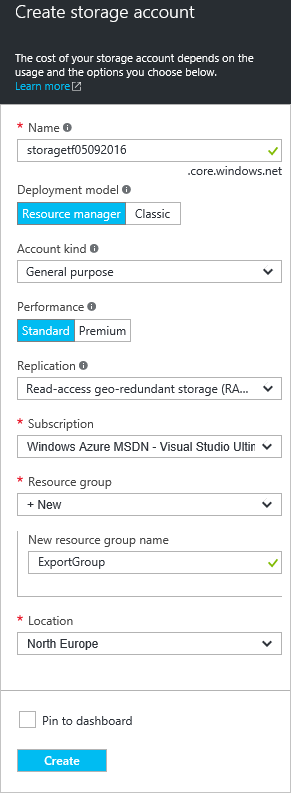 Create storage account
The cost of your storage account depends on the
usage and the options you choose below.
Learn more
* Name
storagetf05092016
.core.windows.net
Deployment model
Resource manager Classic
Account kind
General purpose
Performance
Standard Premium
Replication
Read-access geo-redundant storage (RA...
* Subscription
Windows Azure MSDN - Visual Studio Ultin
* Resource group
+ New
New resource group name
ExportGroup
* Location
North Europe
Pin to dashboard
Create